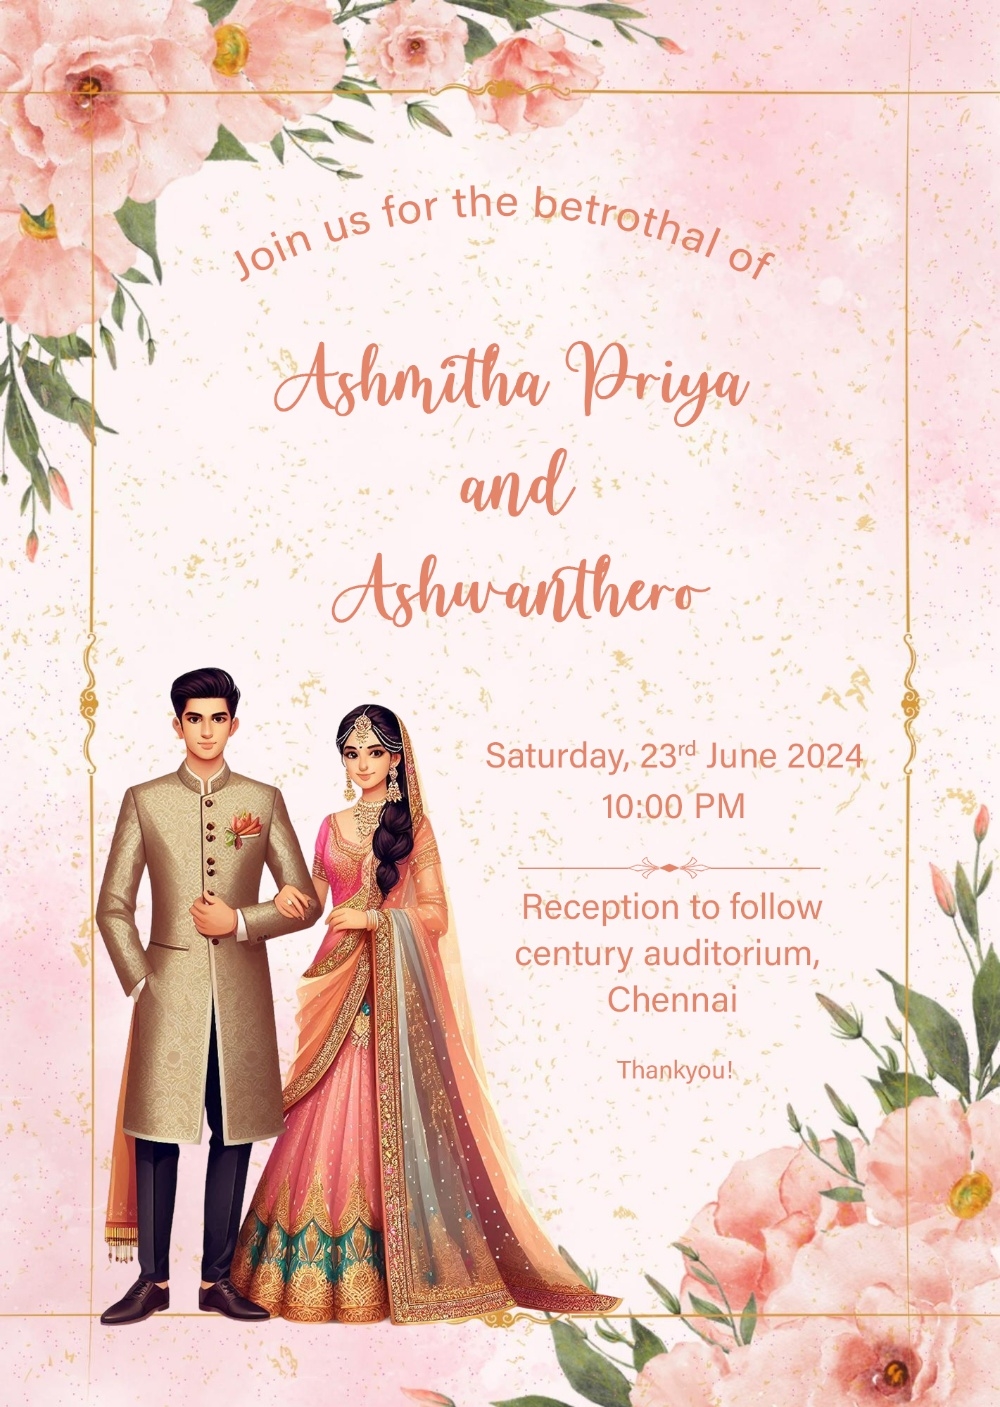 Join us for the betrothal of
Ashmitha Priya
and
Ashwanthero
Saturday, 23rd June 2024
10:00 PM
Reception to follow
century auditorium,
Chennai
Thankyou!